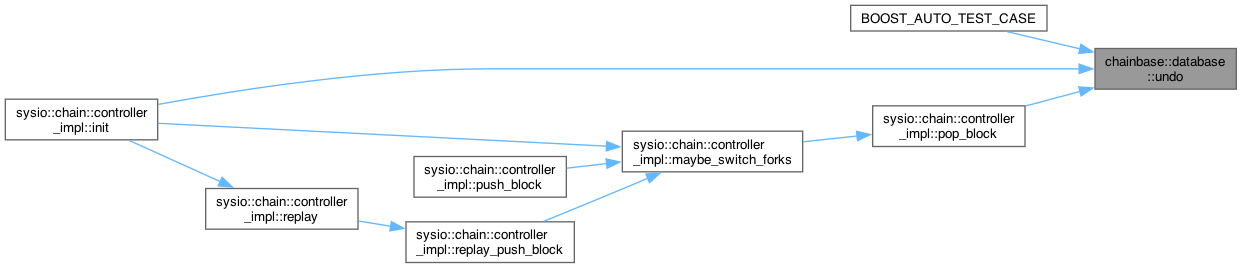 BOOST_AUTO_TEST_CASE
chainbase::database
::undo
sysio::chain::controller
_impl::init
sysio::chain::controller
_impl::pop_block
sysio::chain::controller
_impl::maybe_switch_forks
sysio::chain::controller
_impl::push_block
sysio::chain::controller
_impl::replay
sysio::chain::controller
_impl::replay_push_block